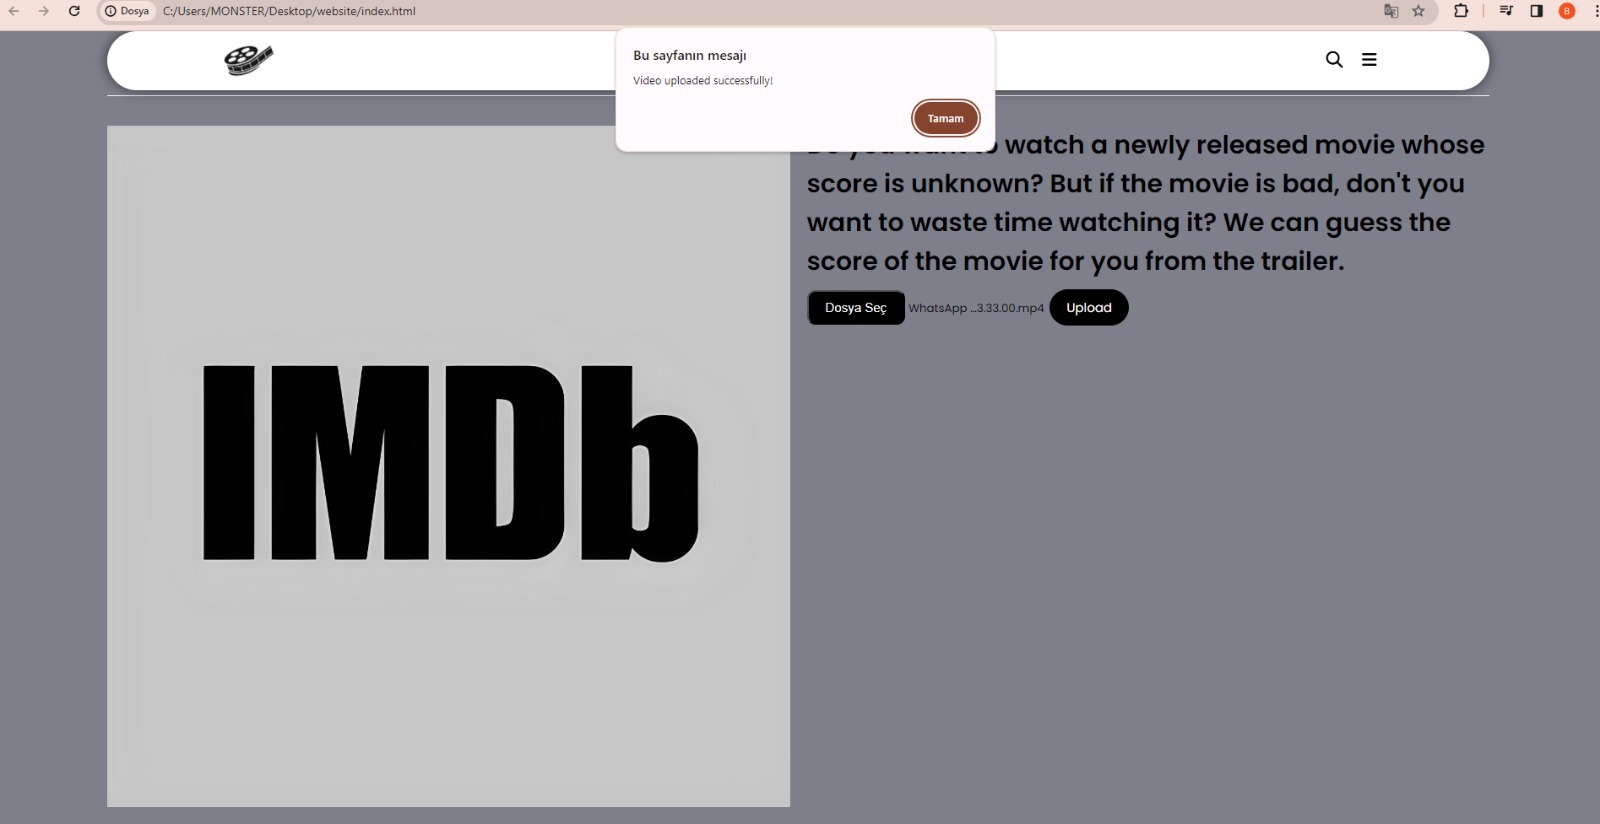 Dosya
C:/Users/MONSTER/Desktop/website/index.html
B
Bu sayfanın mesajı
Video uploaded successfully!
Tamam
watch a newly released movie whose
score is unknown? But if the movie is bad, don't you
want to waste time watching it? We can guess the
score of the movie for you from the trailer.
Dosya Seç WhatsApp ...3.33.00.mp4 Upload
IMDb